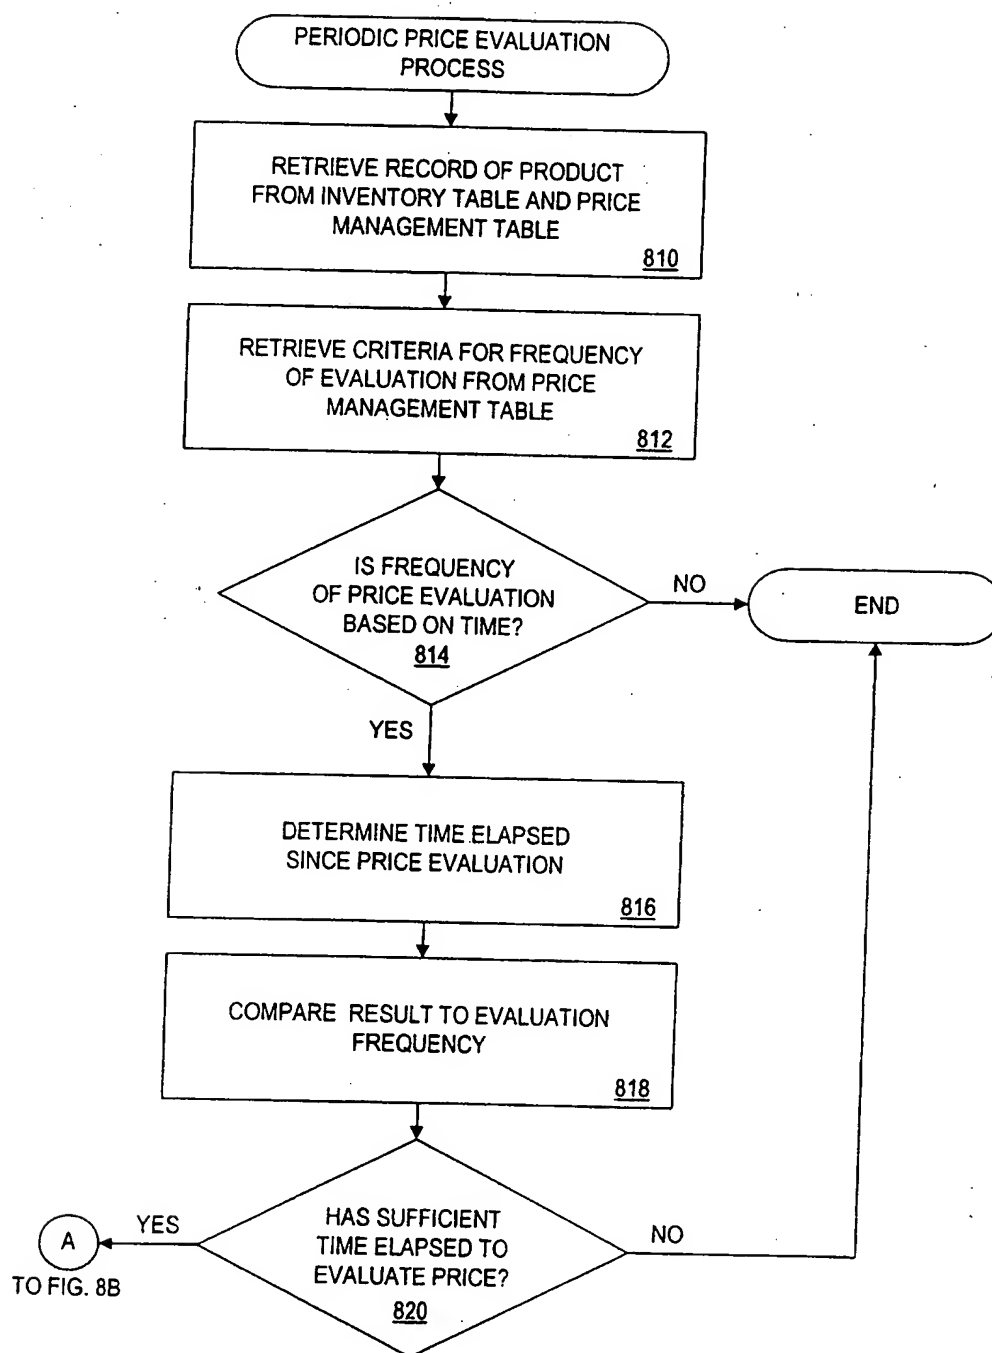 PERIODIC PRICE EVALUATION
PROCESS
RETRIEVE RECORD OF PRODUCT
FROM INVENTORY TABLE AND PRICE
MANAGEMENT TABLE
810
RETRIEVE CRITERIA FOR FREQUENCY
OF EVALUATION FROM PRICE
MANAGEMENT TABLE
812
IS FREQUENCY
OF PRICE EVALUATION
BASED ON TIME?
814
NO
END
YES
DETERMINE TIME ELAPSED
SINCE PRICE EVALUATION
816
COMPARE RESULT TO EVALUATION
FREQUENCY
818
HAS SUFFICIENT
TIME ELAPSED TO
EVALUATE PRICE?
820
NO
YES
A
TO FIG. 8B